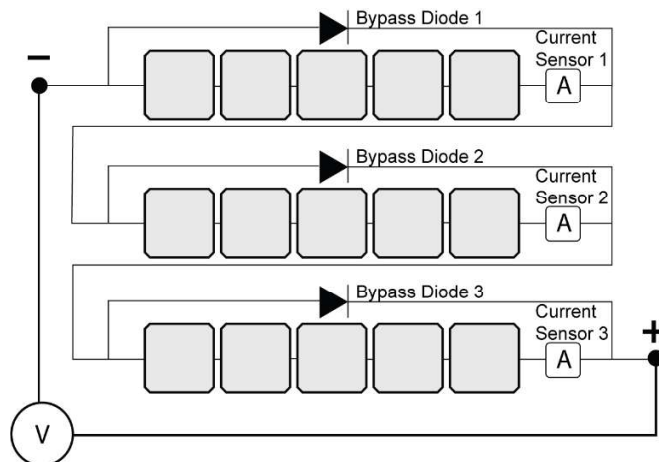 Bypass Diode 1
Current
Sensor 1
−
A
Bypass Diode 2
Current
Sensor 2
A
Bypass Diode 3
Current
Sensor 3
+
A
V